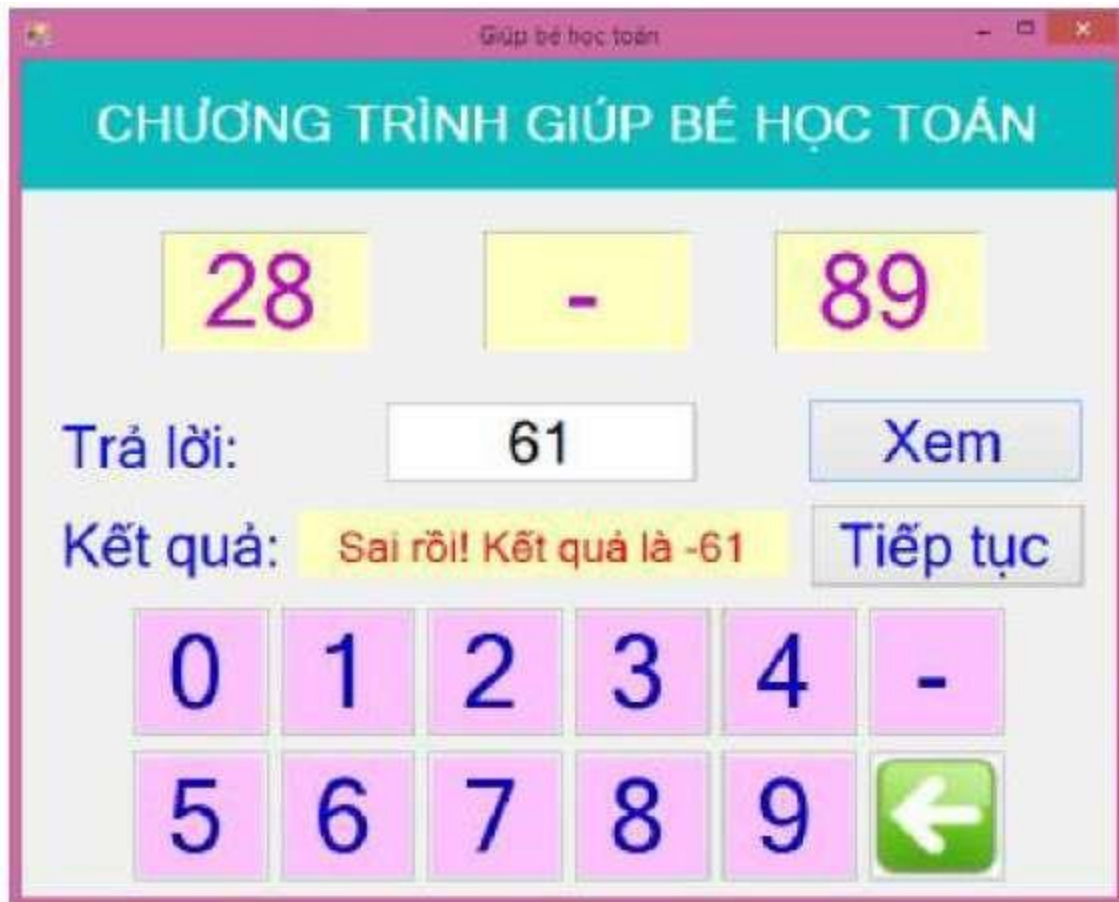 Giúp bé học toán
CHƯƠNG TRÌNH GIÚP BÉ HỌC TOÁN
28 - 89
Trả lời: 61 Xem
Kết quả: Sai rồi! Kết quả là -61 Tiếp tục
0 1 2 3 4 -
5 6 7 8 9